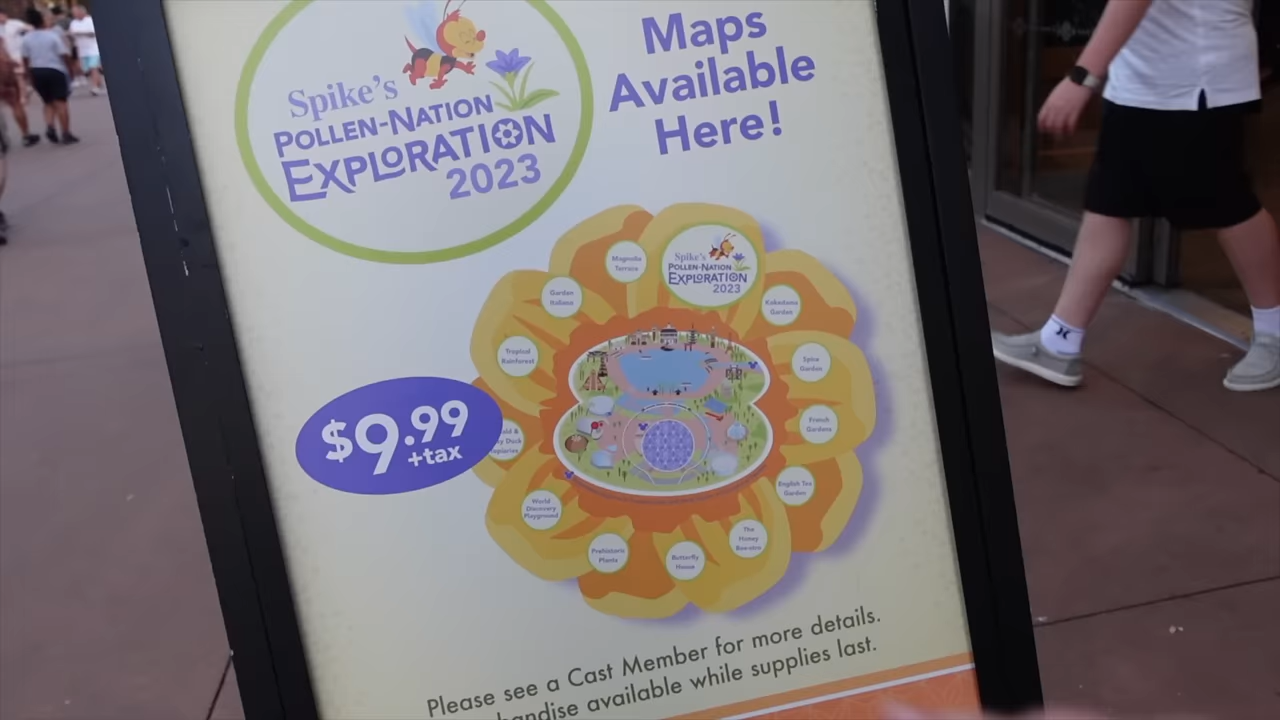 Spike's
POLLEN-NATION
EXPLORATION
2023
Maps
Available
Here!
Magnolia
Terrace
Spike's
POLLEN-NATION
EXPLORATION
2023
Garden
Italiano
Kokedama
Garden
Tropical
Rainforest
Spice
Garden
$9.99
+tax
French
Gardens
English Tea
Garden
World
Discovery
Playground
The
Honey
Bee-stro
Prehistoric
Plants
Butterfly
House
Please see a Cast Member for more details.
available while supplies last.